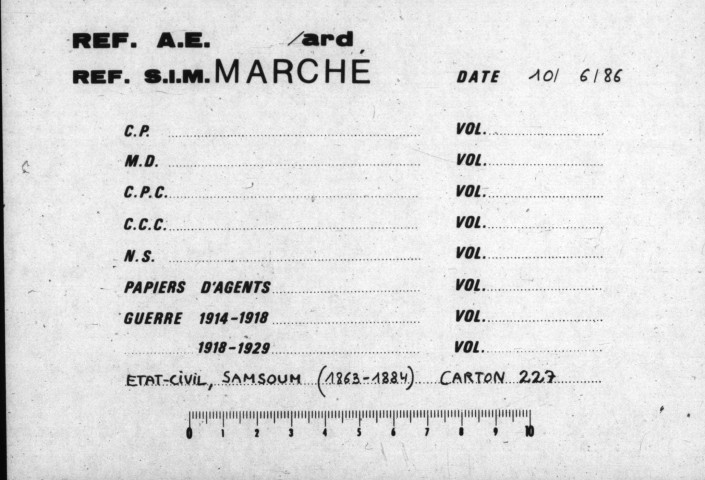 REF. A.E. ard
REF. S.I.M. MARCHÉ DATE 10/ 6/86
C.P. VOL.
M.D. VOL.
C.P.C. VOL.
C.C.C. VOL.
N.S. VOL.
PAPIERS D'AGENTS VOL.
GUERRE 1914-1918 VOL.
1918-1929 VOL.
ETAT-CIVIL, SAMSOUM (1863-1884) CARTON 227
0 1 2 3 4 5 6 7 8 9 10